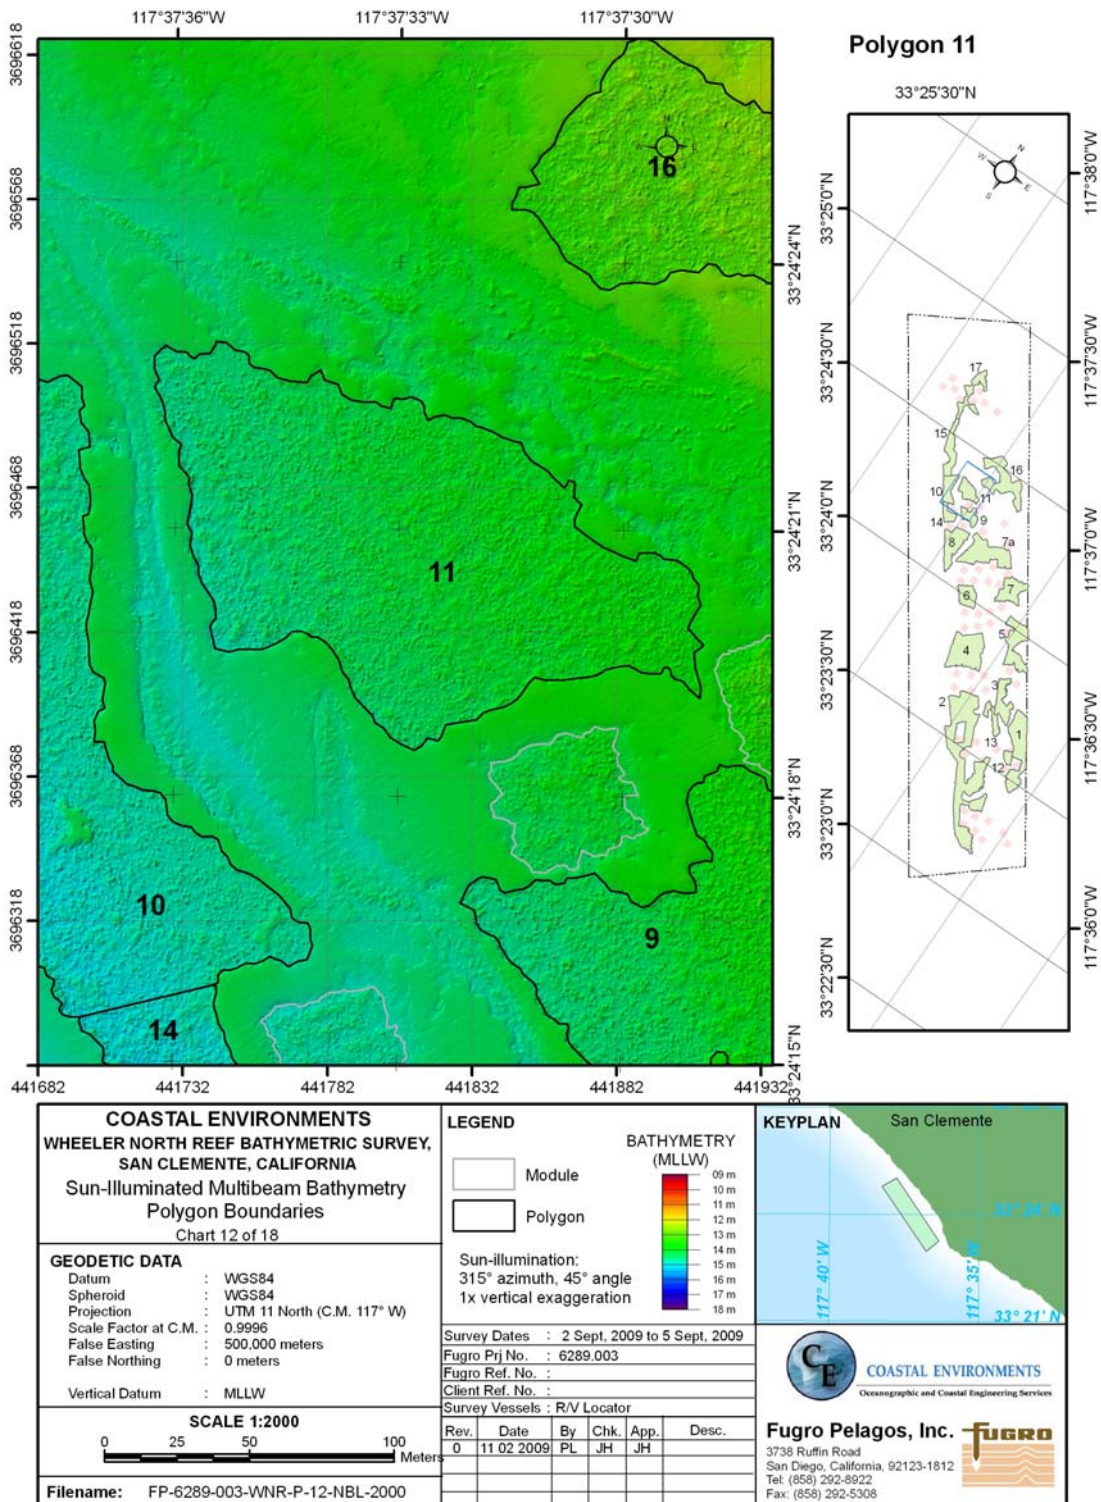 117°37'36"W 117°37'33"W 117°37'30"W
3696618
3696568
3696518
3696468
3696418
3696368
3696318
16
N
W E
11
10
9
14
33°24'24"N
33°24'21"N
33°24'18"N
33°24'15"N
441682 441732 441782 441832 441882 441932
Polygon 11
33°25'30"N
N
W
E
S
33°25'0"N
33°24'30"N
33°24'0"N
33°23'30"N
33°23'0"N
33°22'30"N
117°38'0"W
117°37'30"W
117°37'0"W
117°36'30"W
117°36'0"W
17
15
16
10
11
14
9
8
7a
6
7
5
4
3
2
1
13
12
COASTAL ENVIRONMENTS
WHEELER NORTH REEF BATHYMETRIC SURVEY,
SAN CLEMENTE, CALIFORNIA
Sun-Illuminated Multibeam Bathymetry
Polygon Boundaries
Chart 12 of 18
GEODETIC DATA
Datum : WGS84
Spheroid : WGS84
Projection : UTM 11 North (C.M. 117° W)
Scale Factor at C.M. : 0.9996
False Easting : 500,000 meters
False Northing : 0 meters
Vertical Datum : MLLW
SCALE 1:2000
0 25 50 100
Meters
Filename: FP-6289-003-WNR-P-12-NBL-2000
LEGEND
Module
Polygon
Sun-illumination:
315° azimuth, 45° angle
1x vertical exaggeration
BATHYMETRY
(MLLW)
09 m
10 m
11 m
12 m
13 m
14 m
15 m
16 m
17 m
18 m
Survey Dates : 2 Sept, 2009 to 5 Sept, 2009
Fugro Prj No. : 6289.003
Fugro Ref. No. :
Client Ref. No. :
Survey Vessels : R/V Locator
Rev. Date By Chk. App. Desc.
0 11 02 2009 PL JH JH
KEYPLAN
San Clemente
33° 24' N
117° 40' W
117° 35' W
33° 21' N
CE
COASTAL ENVIRONMENTS
Oceanographic and Coastal Engineering Services
Fugro Pelagos, Inc.
3738 Ruffin Road
San Diego, California, 92123-1812
Tel: (858) 292-8922
Fax: (858) 292-5308
FUGRO